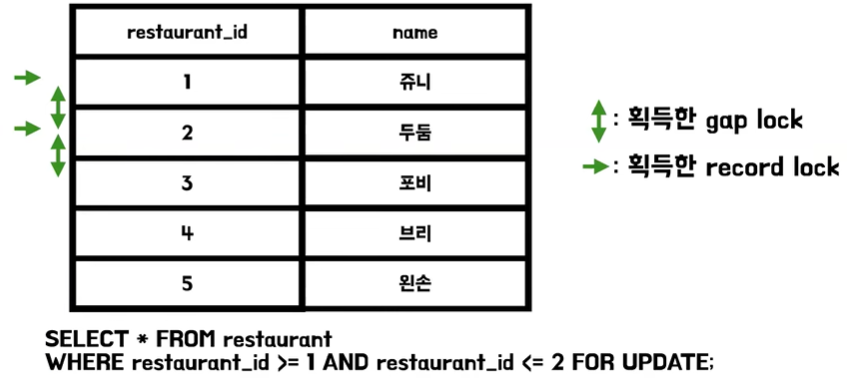 restaurant_id name
1 쥬니
2 두둠
3 포비
4 브리
5 왼손
: 획득한 gap lock
: 획득한 record lock
SELECT * FROM restaurant
WHERE restaurant_id >= 1 AND restaurant_id <= 2 FOR UPDATE;